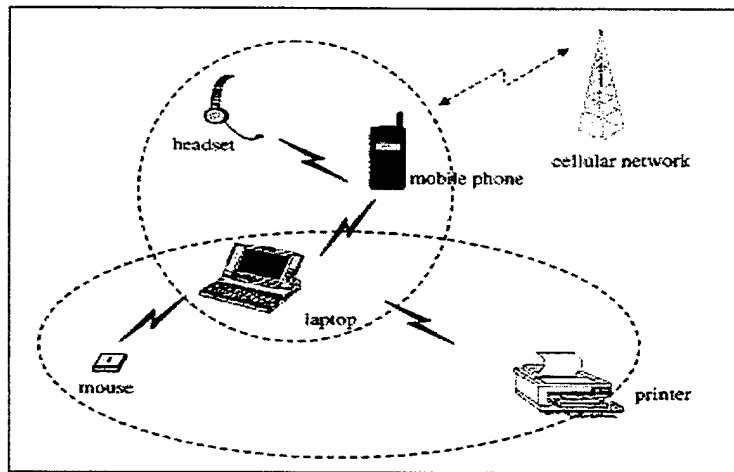 headset
mobile phone
cellular network
laptop
mouse
printer